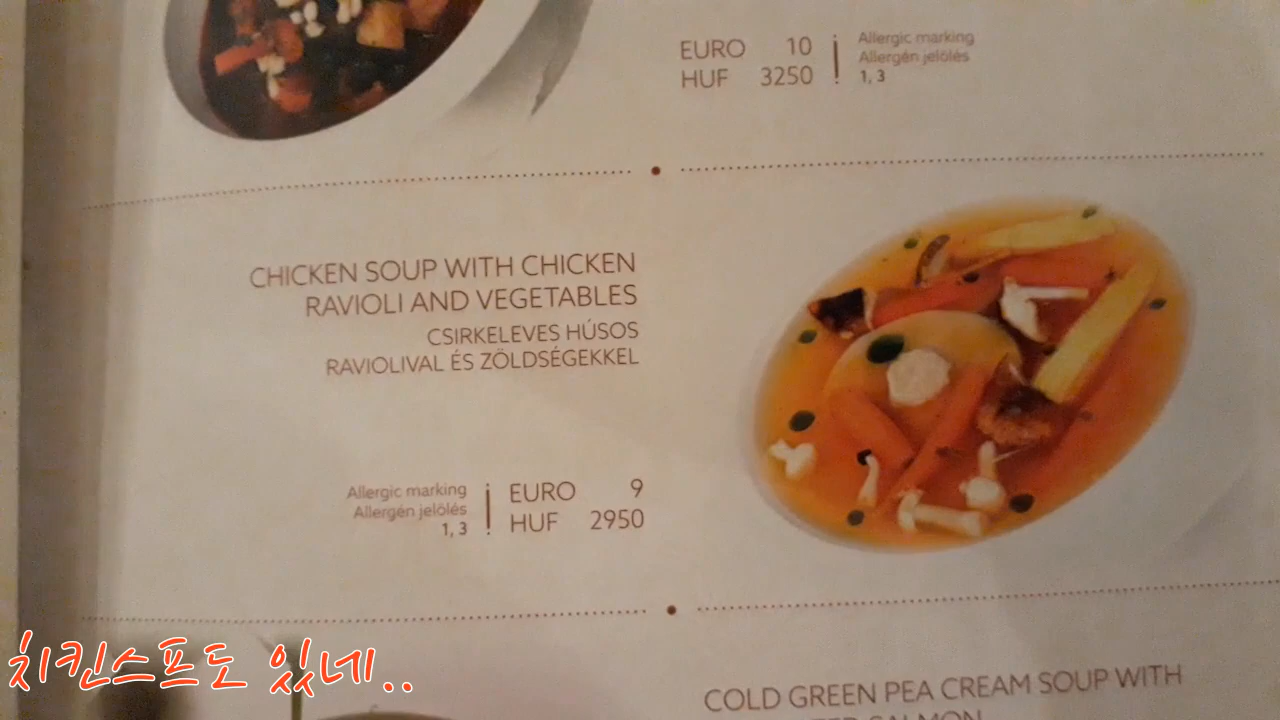 EURO 10
HUF 3250
Allergic marking
Allergén jelölés
1, 3
CHICKEN SOUP WITH CHICKEN
RAVIOLI AND VEGETABLES
CSIRKELEVES HÚSOS
RAVIOLIVAL ÉS ZÖLDSÉGEKKEL
Allergic marking
Allergén jelölés
1, 3
EURO 9
HUF 2950
COLD GREEN PEA CREAM SOUP WITH
SALMON
치킨스프도 있네..